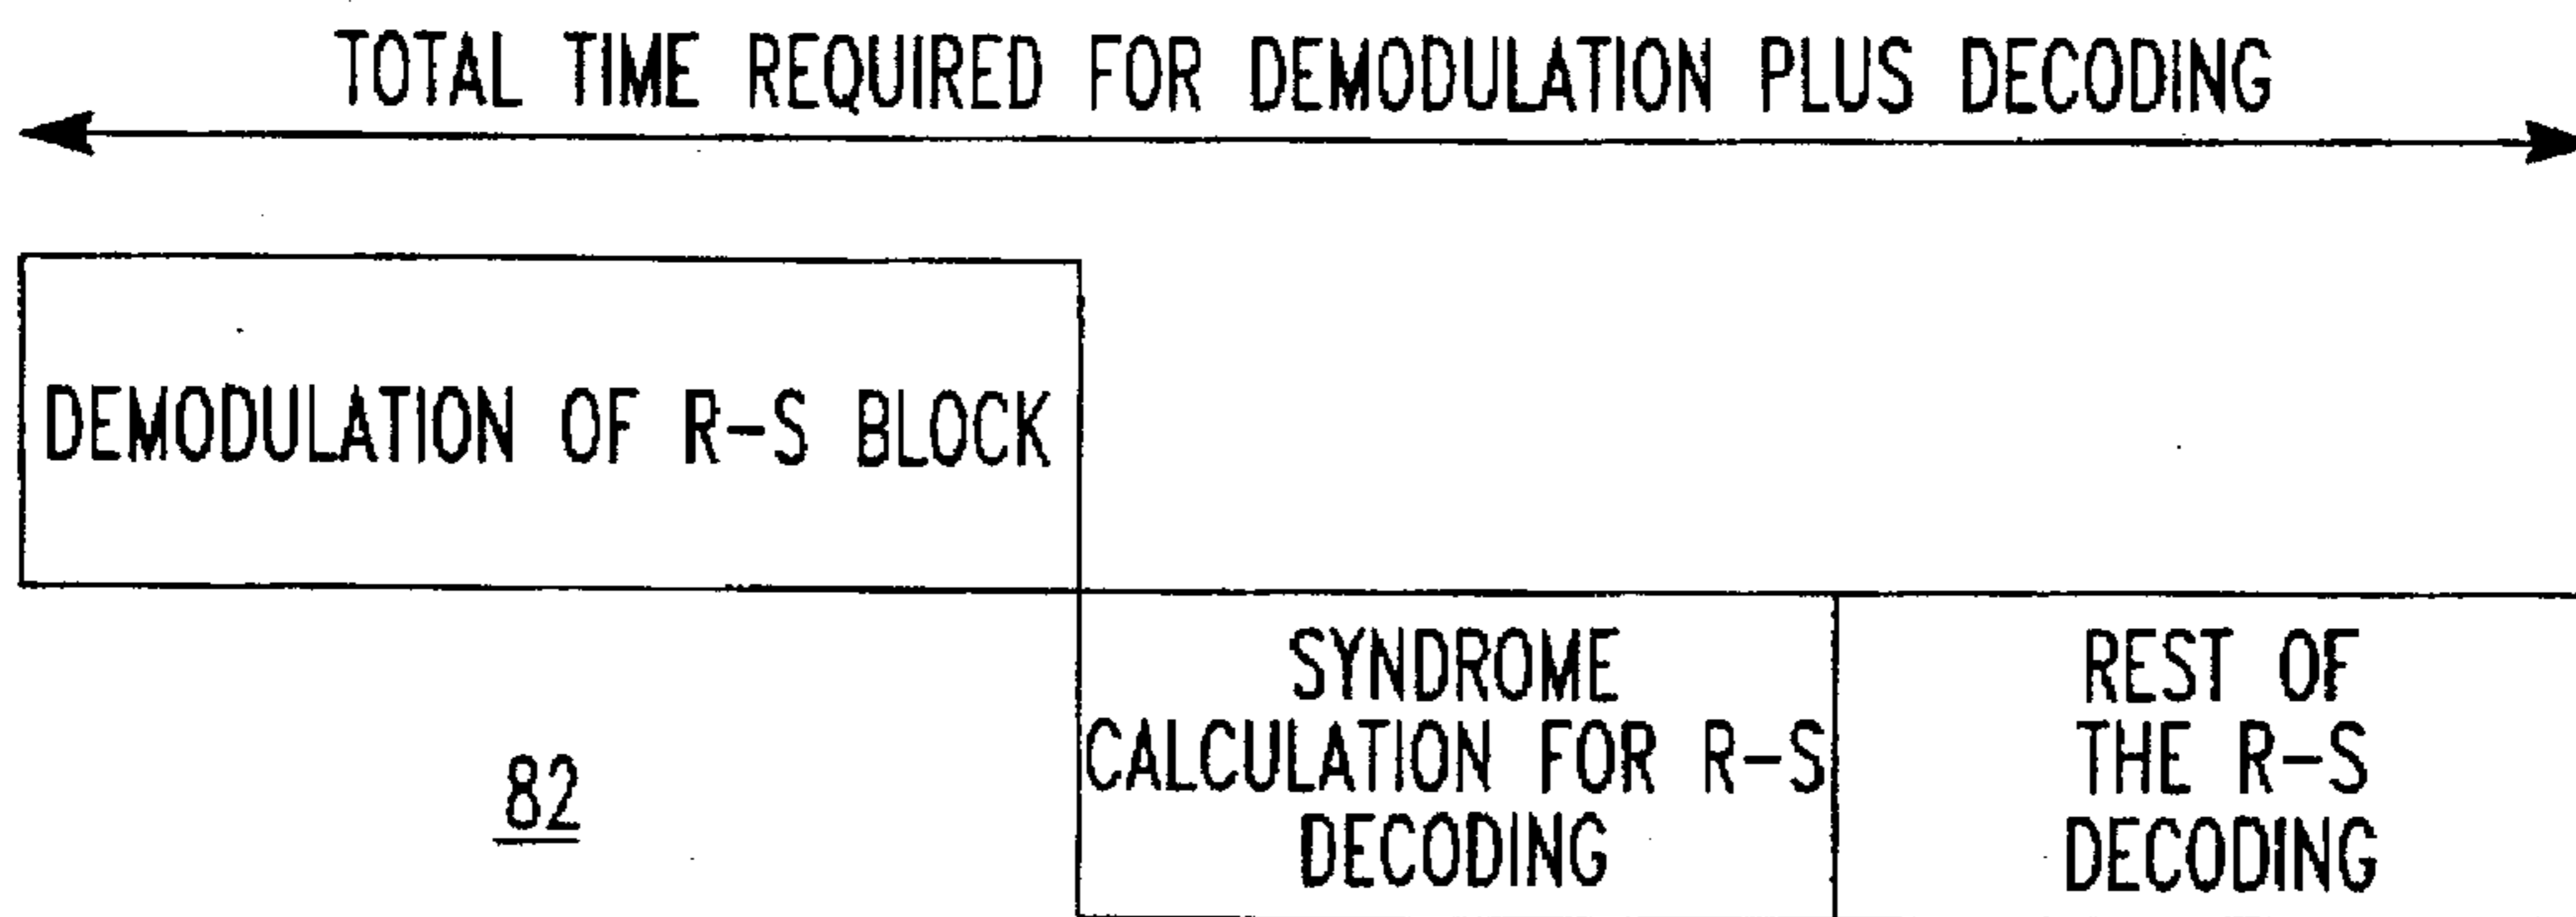 TOTAL TIME REQUIRED FOR DEMODULATION PLUS DECODING
DEMODULATION OF R-S BLOCK
SYNDROME
CALCULATION FOR R-S
DECODING
REST OF
THE R-S
DECODING
82